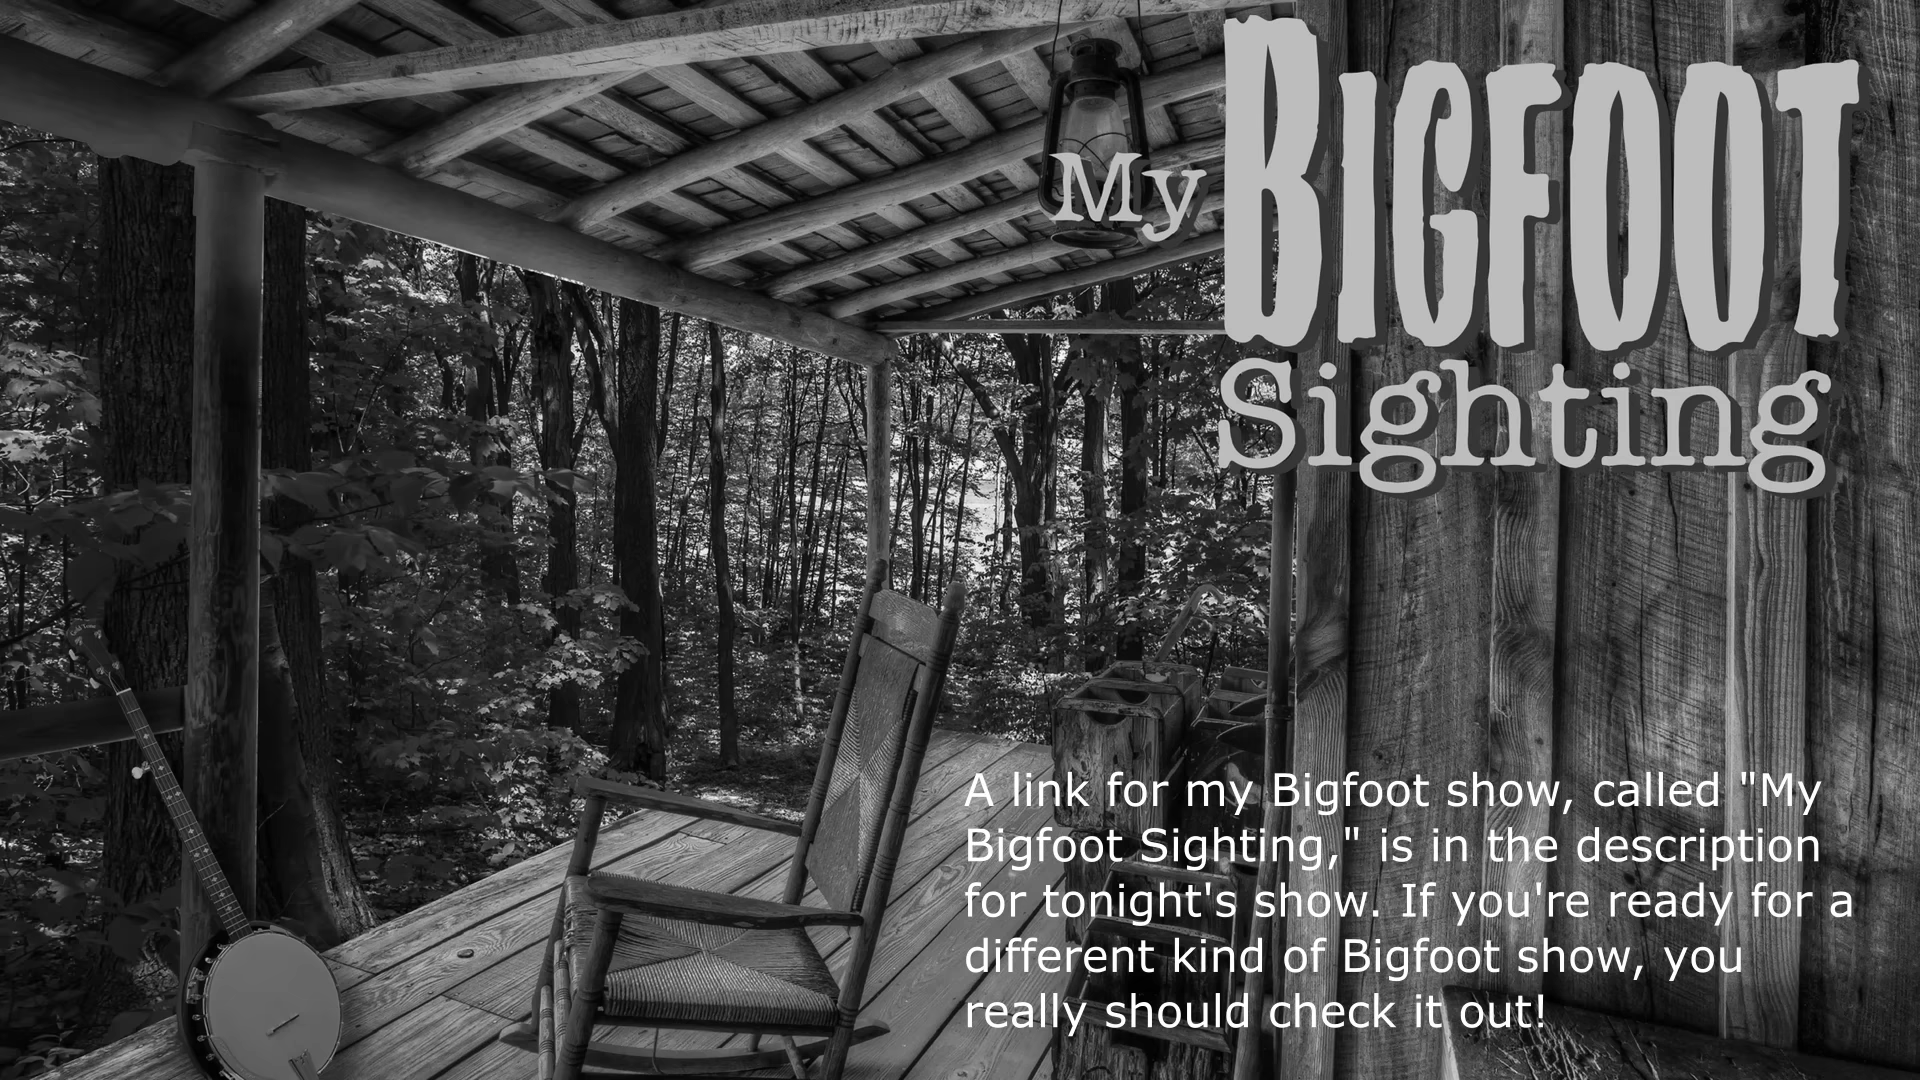 My BIGFOOT
Sighting
A link for my Bigfoot show, called "My
Bigfoot Sighting," is in the description
for tonight's show. If you're ready for a
different kind of Bigfoot show, you
really should check it out!